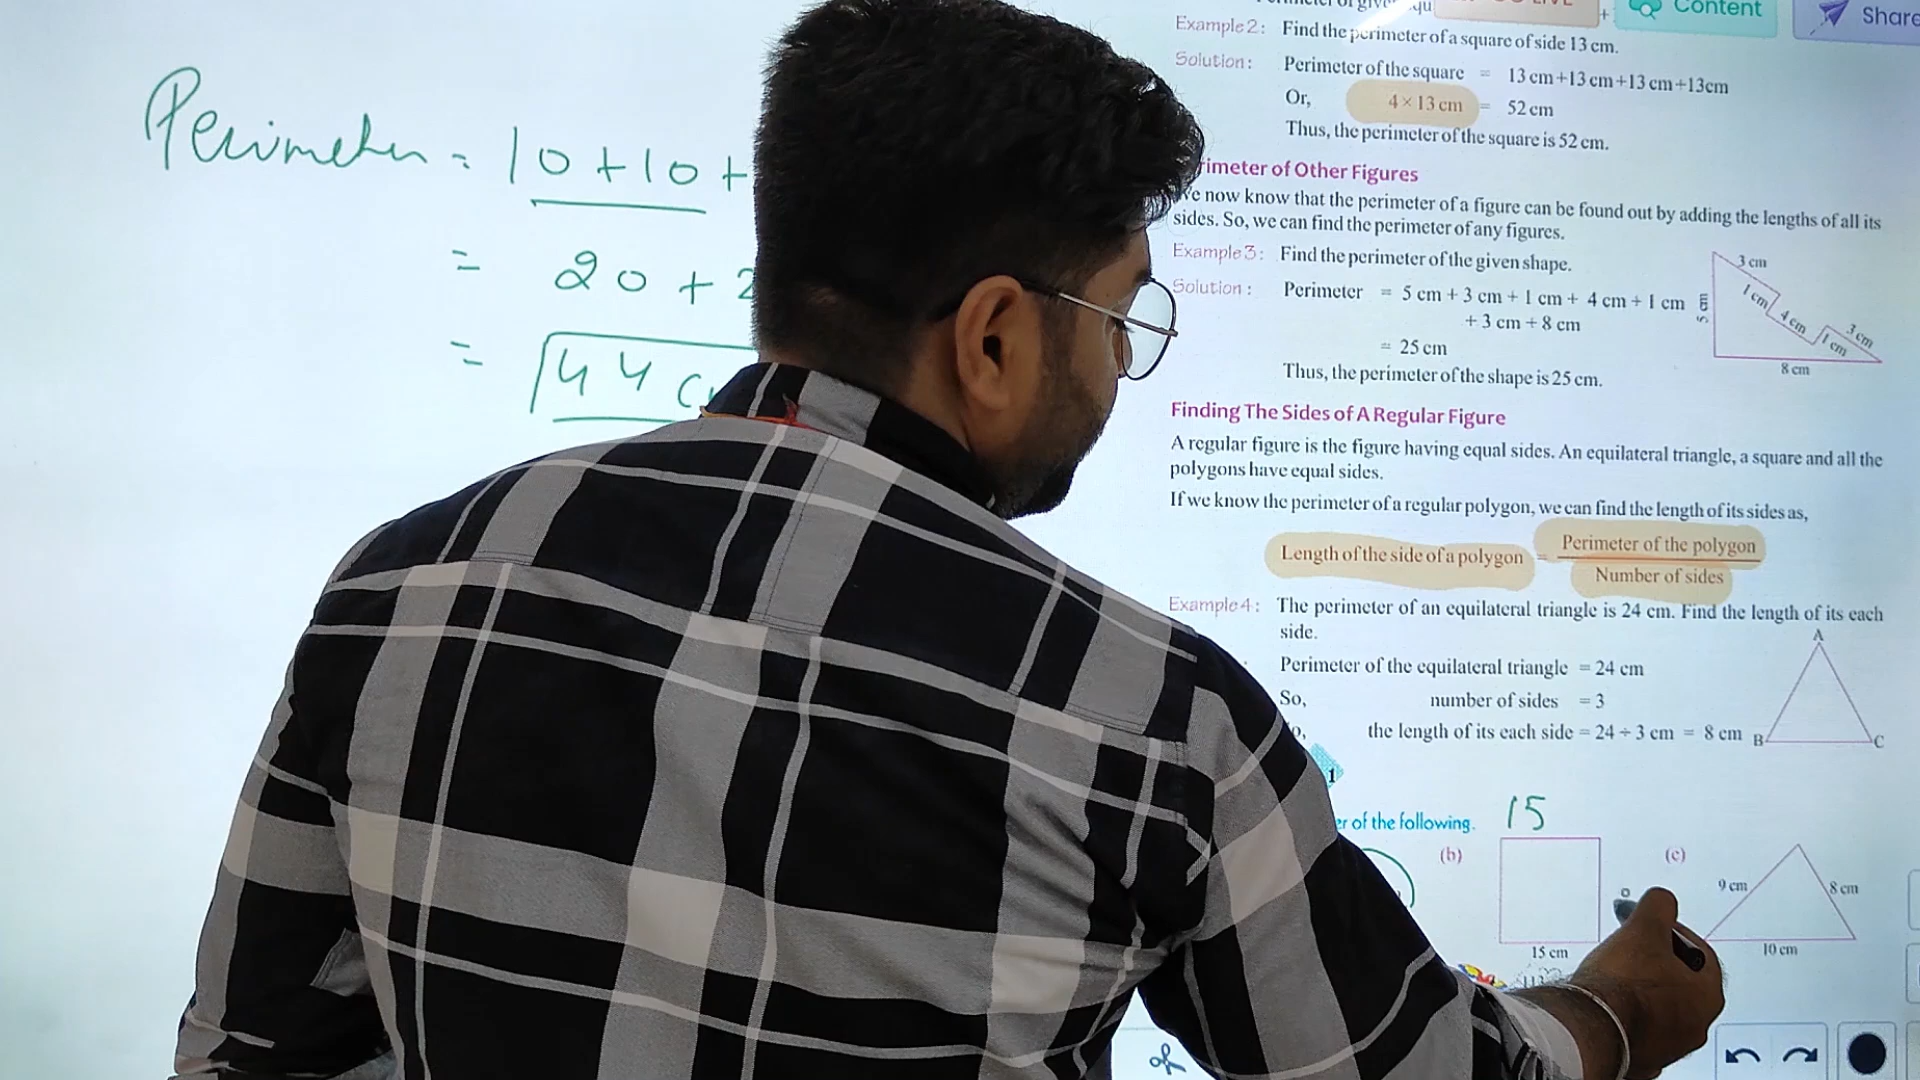 Perimeter = 10 + 10 +
= 20 + 2
= 44
Content
Share
Example 2: Find the perimeter of a square of side 13 cm.
Solution: Perimeter of the square = 13 cm+13 cm+13 cm+13cm
Or, 4 × 13 cm = 52 cm
Thus, the perimeter of the square is 52 cm.
rimeter of Other Figures
e now know that the perimeter of a figure can be found out by adding the lengths of all its
sides. So, we can find the perimeter of any figures.
Example 3: Find the perimeter of the given shape.
Solution: Perimeter = 5 cm + 3 cm + 1 cm + 4 cm + 1 cm
+ 3 cm + 8 cm
= 25 cm
Thus, the perimeter of the shape is 25 cm.
3 cm
1 cm
4 cm
1 cm
3 cm
5 cm
8 cm
Finding The Sides of A Regular Figure
A regular figure is the figure having equal sides. An equilateral triangle, a square and all the
polygons have equal sides.
If we know the perimeter of a regular polygon, we can find the length of its sides as,
Length of the side of a polygon = Perimeter of the polygon
Number of sides
Example 4: The perimeter of an equilateral triangle is 24 cm. Find the length of its each
side.
Perimeter of the equilateral triangle = 24 cm
So, number of sides = 3
the length of its each side = 24 ÷ 3 cm = 8 cm
A
B
C
1
er of the following.
15
(b)
15 cm
(c)
9 cm
8 cm
10 cm